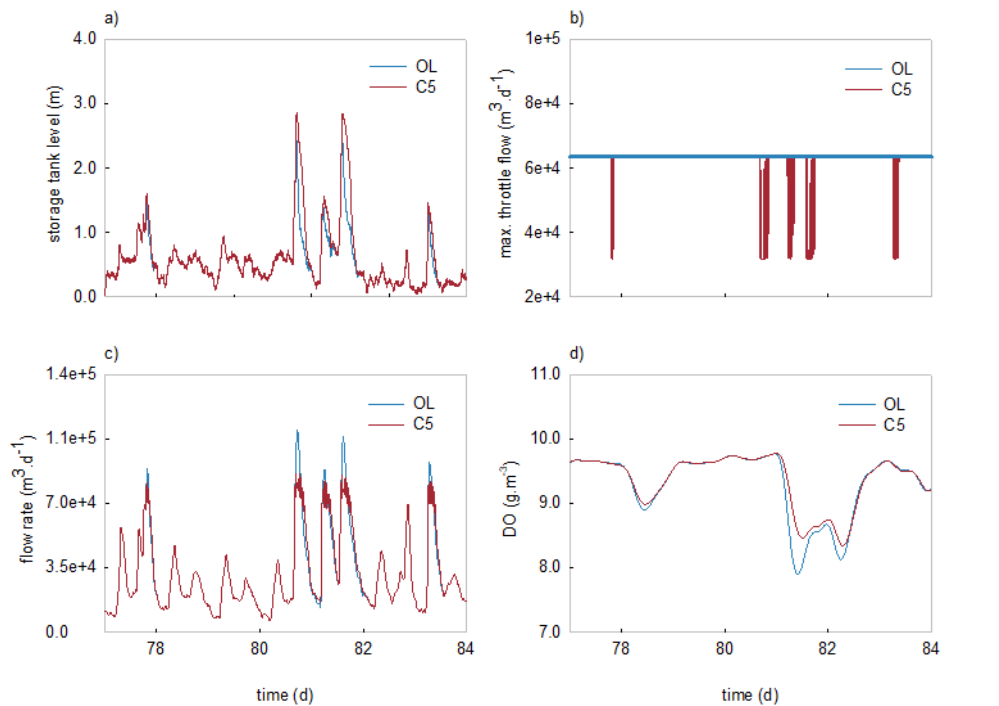 a)
storage tank level (m)
4.0
3.0
2.0
1.0
0.0
OL
C5
b)
max. throttle flow (m³.d⁻¹)
1e+5
8e+4
6e+4
4e+4
2e+4
OL
C5
c)
flow rate (m³.d⁻¹)
1.4e+5
1.1e+5
7.0e+4
3.5e+4
0.0
OL
C5
78
80
82
84
time (d)
d)
DO (g.m⁻³)
11.0
10.0
9.0
8.0
7.0
OL
C5
78
80
82
84
time (d)